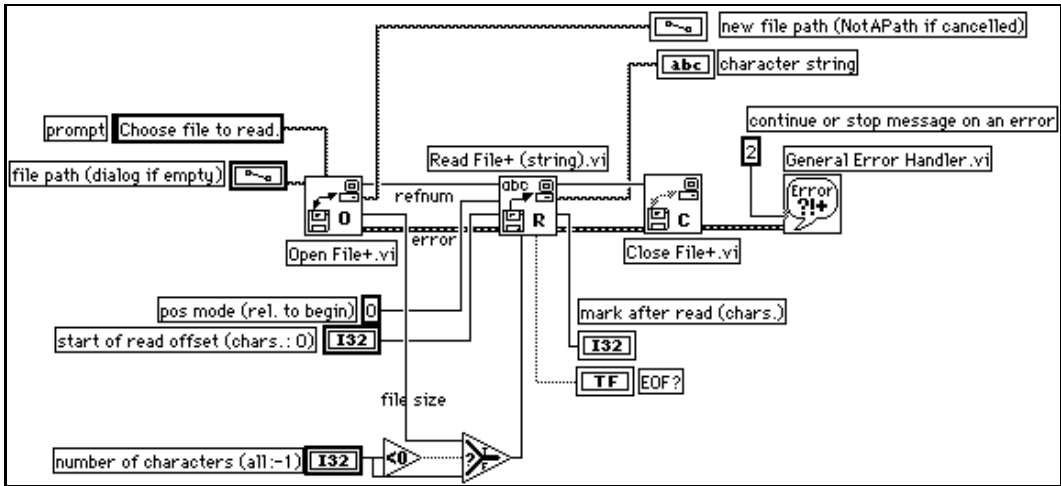 new file path (NotAPath if cancelled)
abc character string
prompt Choose file to read.
continue or stop message on an error
file path (dialog if empty)
Read File+ (string).vi
2 General Error Handler.vi
refnum
abc
Error
?!+
O
R
C
error
Open File+.vi
Close File+.vi
pos mode (rel. to begin) 0
mark after read (chars.)
start of read offset (chars.: 0) I32
I32
TF EOF?
file size
number of characters (all:-1) I32 <0 ? T
F